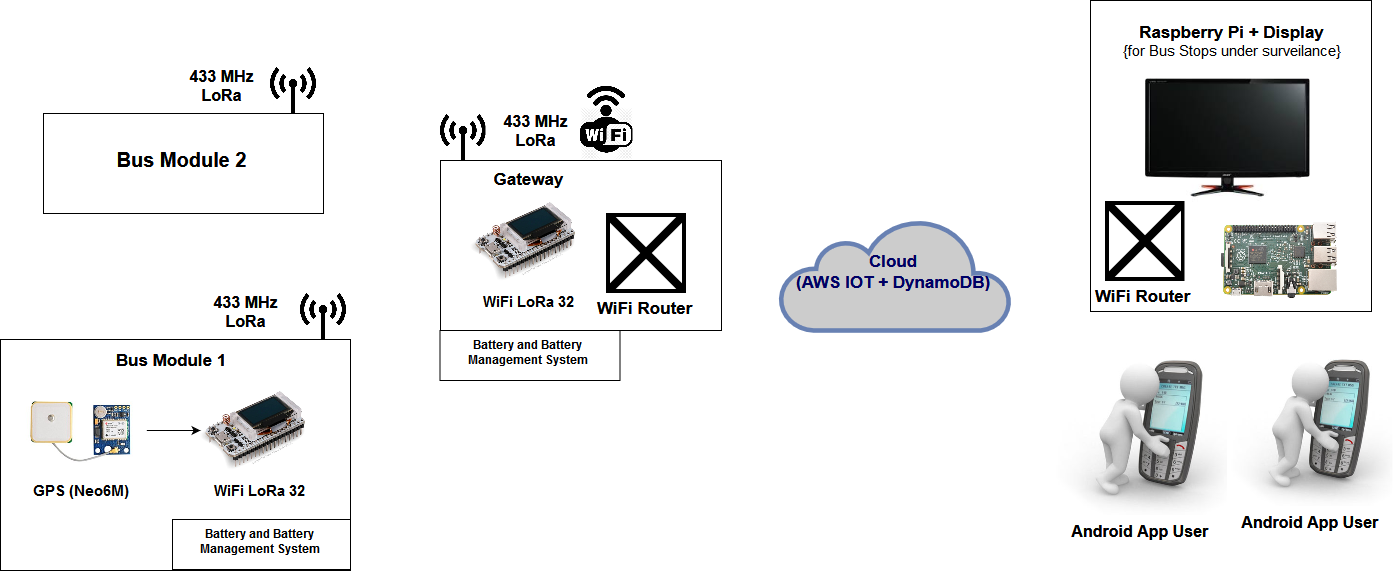 433 MHz
LoRa
Bus Module 2
433 MHz
LoRa
Bus Module 1
GPS (Neo6M)
WiFi LoRa 32
Battery and Battery
Management System
433 MHz
LoRa
Wi Fi
Gateway
WiFi LoRa 32
WiFi Router
Battery and Battery
Management System
Cloud
(AWS IOT + DynamoDB)
Raspberry Pi + Display
{for Bus Stops under surveilance}
WiFi Router
Android App User
Android App User